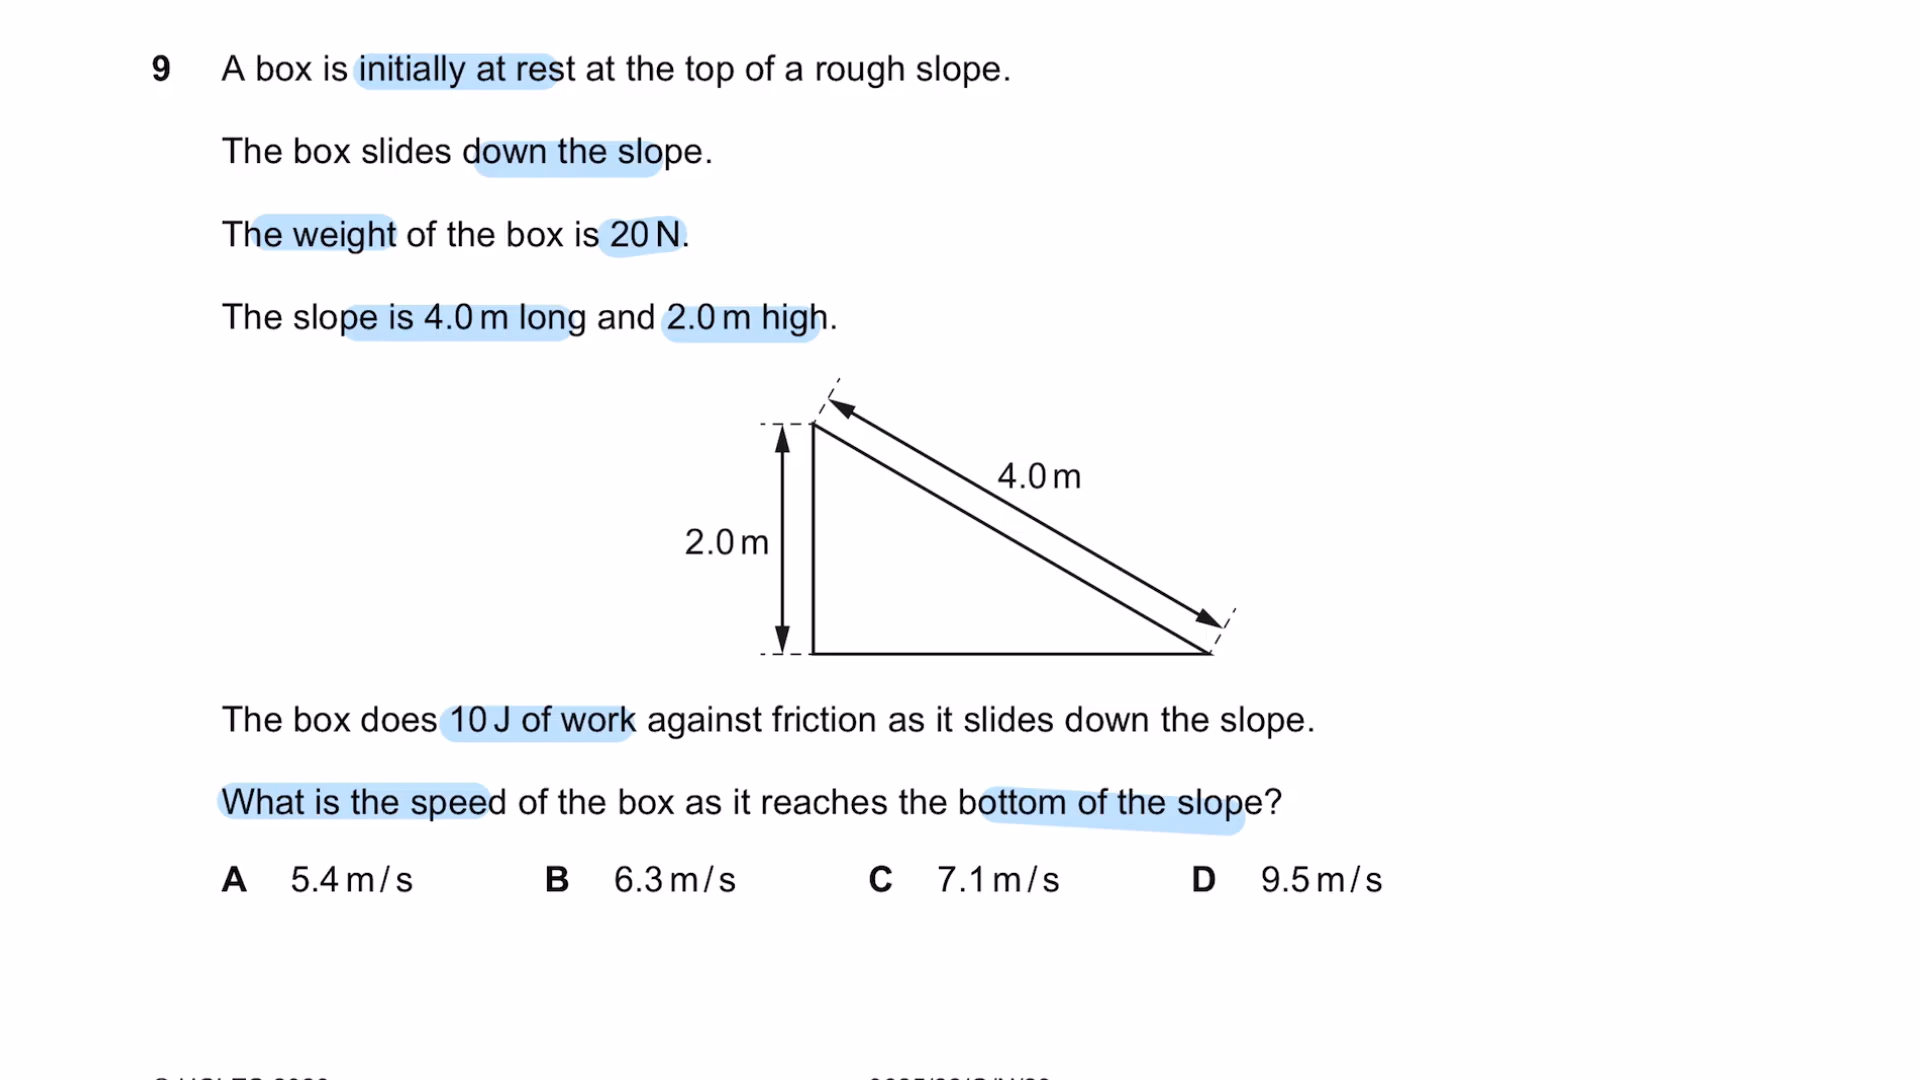 9 A box is initially at rest at the top of a rough slope.
The box slides down the slope.
The weight of the box is 20 N.
The slope is 4.0 m long and 2.0 m high.
4.0 m
2.0 m
The box does 10 J of work against friction as it slides down the slope.
What is the speed of the box as it reaches the bottom of the slope?
A 5.4 m / s B 6.3 m / s C 7.1 m / s D 9.5 m / s